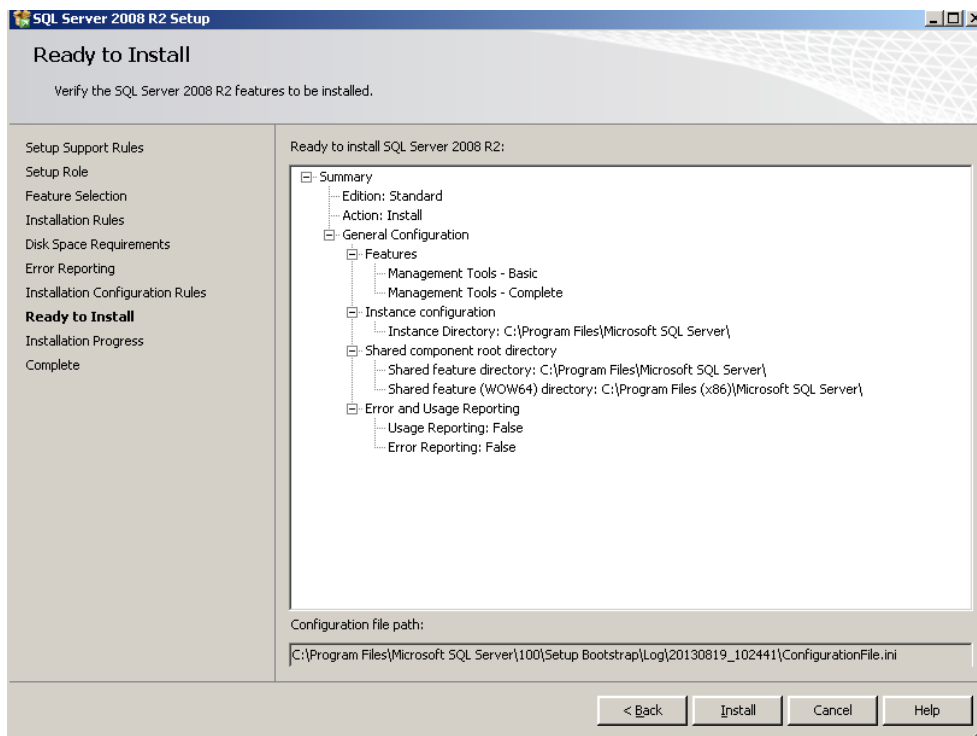 SQL Server 2008 R2 Setup
Ready to Install
Verify the SQL Server 2008 R2 features to be installed.
Setup Support Rules
Setup Role
Feature Selection
Installation Rules
Disk Space Requirements
Error Reporting
Installation Configuration Rules
Ready to Install
Installation Progress
Complete
Ready to install SQL Server 2008 R2:
Summary
Edition: Standard
Action: Install
General Configuration
Features
Management Tools - Basic
Management Tools - Complete
Instance configuration
Instance Directory: C:\Program Files\Microsoft SQL Server\
Shared component root directory
Shared feature directory: C:\Program Files\Microsoft SQL Server\
Shared feature (WOW64) directory: C:\Program Files (x86)\Microsoft SQL Server\
Error and Usage Reporting
Usage Reporting: False
Error Reporting: False
Configuration file path:
C:\Program Files\Microsoft SQL Server\100\Setup Bootstrap\Log\20130819_102441\ConfigurationFile.ini
< Back
Install
Cancel
Help